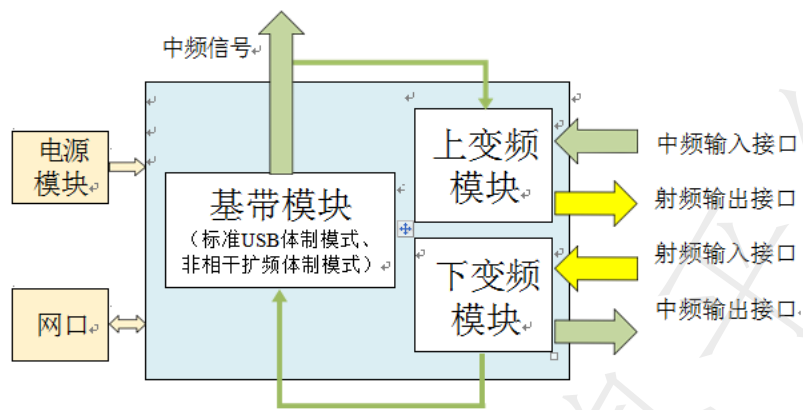 中频信号
电源
模块
网口
基带模块
（标准USB体制模式、
非相干扩频体制模式）
上变频
模块
下变频
模块
中频输入接口
射频输出接口
射频输入接口
中频输出接口